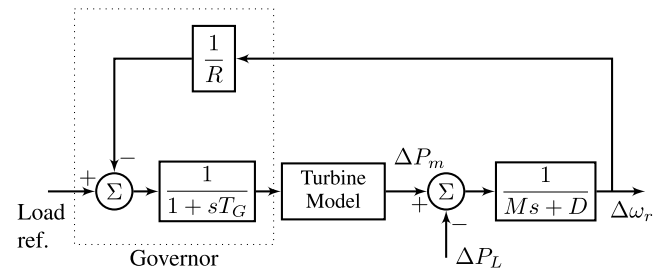 1
R
+
−
Σ
1
1 + sT_G
Turbine
Model
ΔP_m
+
−
Σ
1
Ms + D
Δω_r
Load
ref.
Governor
ΔP_L